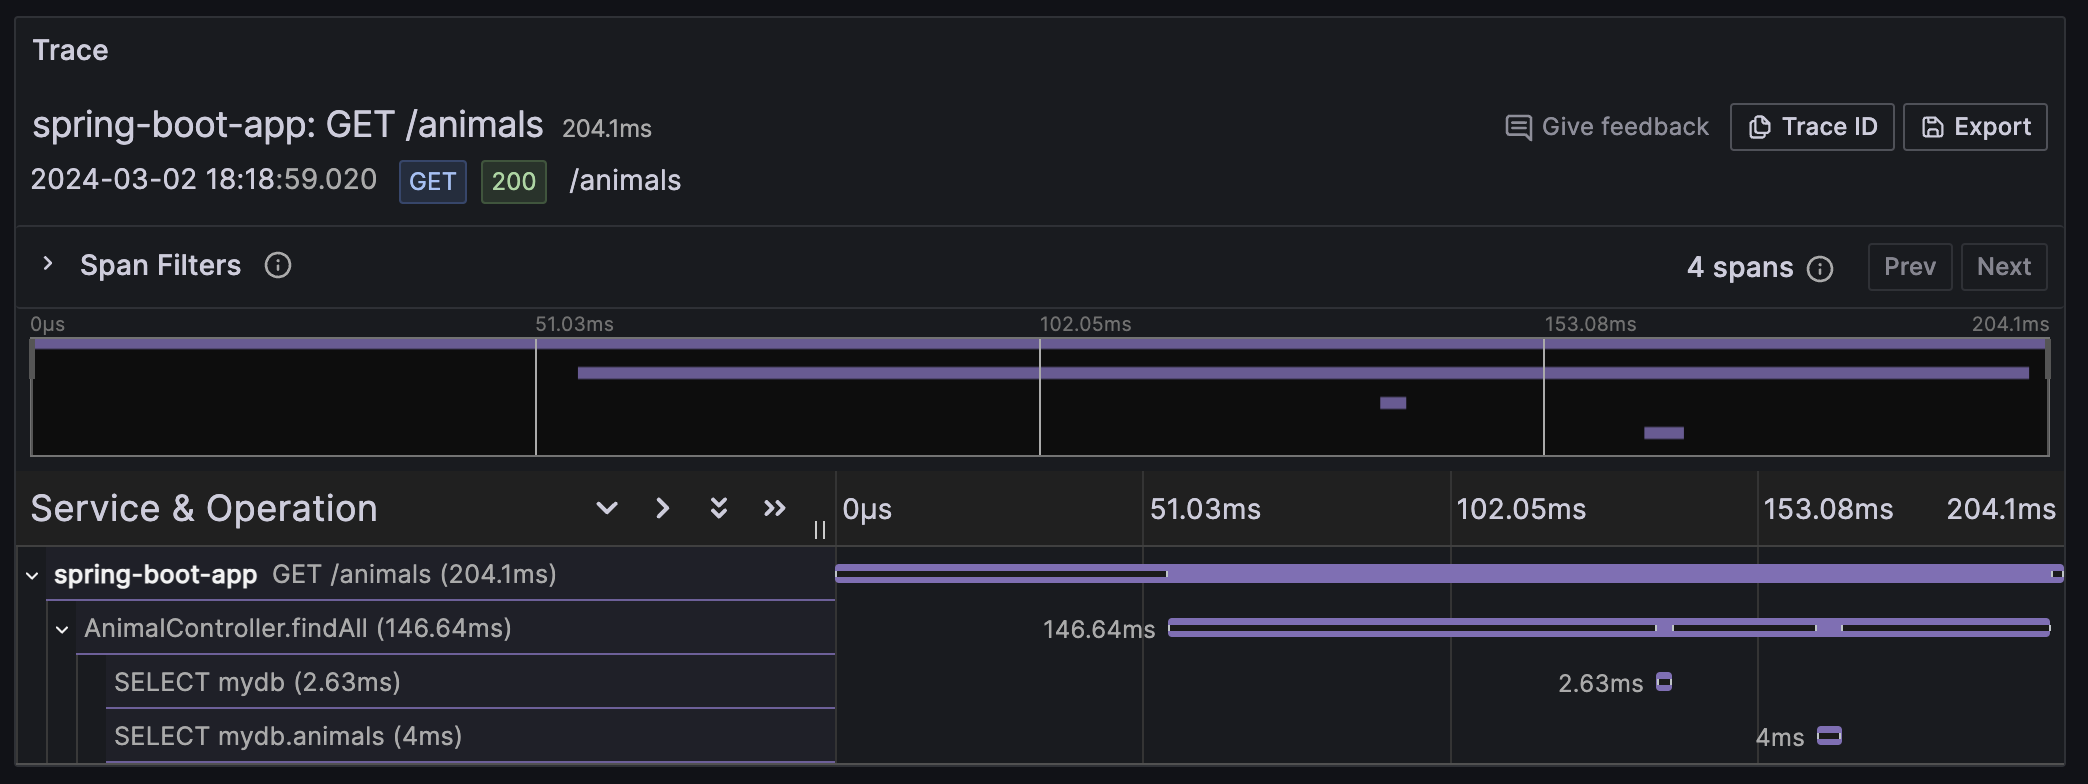 Trace
spring-boot-app: GET /animals 204.1ms
Give feedback Trace ID Export
2024-03-02 18:18:59.020 GET 200 /animals
Span Filters 4 spans Prev Next
0μs 51.03ms 102.05ms 153.08ms 204.1ms
Service & Operation 0μs 51.03ms 102.05ms 153.08ms 204.1ms
spring-boot-app GET /animals (204.1ms)
AnimalController.findAll (146.64ms) 146.64ms
SELECT mydb (2.63ms) 2.63ms
SELECT mydb.animals (4ms) 4ms